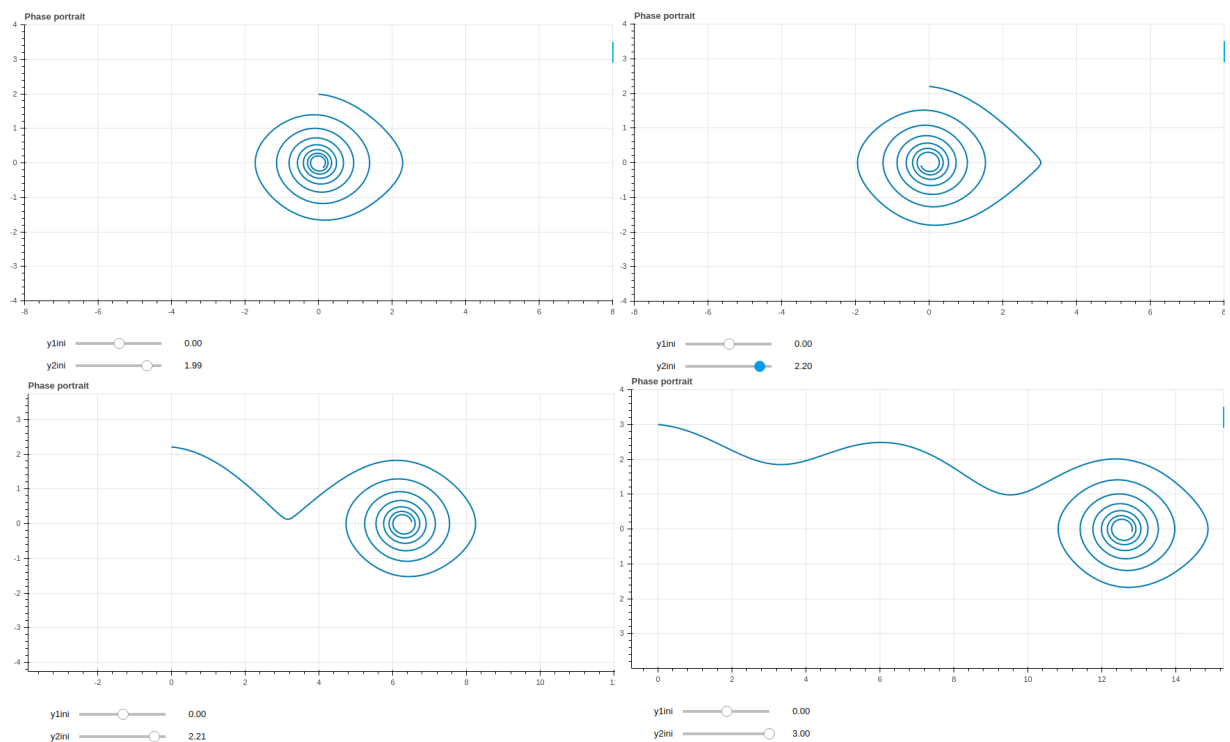 Phase portrait
4
3
2
1
0
-1
-2
-3
-4
-8 -6 -4 -2 0 2 4 6 8
y1ini 0.00
y2ini 1.99
Phase portrait
4
3
2
1
0
-1
-2
-3
-4
-8 -6 -4 -2 0 2 4 6 8
y1ini 0.00
y2ini 2.20
Phase portrait
3
2
1
0
-1
-2
-3
-4
-2 0 2 4 6 8 10
y1ini 0.00
y2ini 2.21
Phase portrait
4
3
2
1
0
1
2
3
0 2 4 6 8 10 12 14
y1ini 0.00
y2ini 3.00